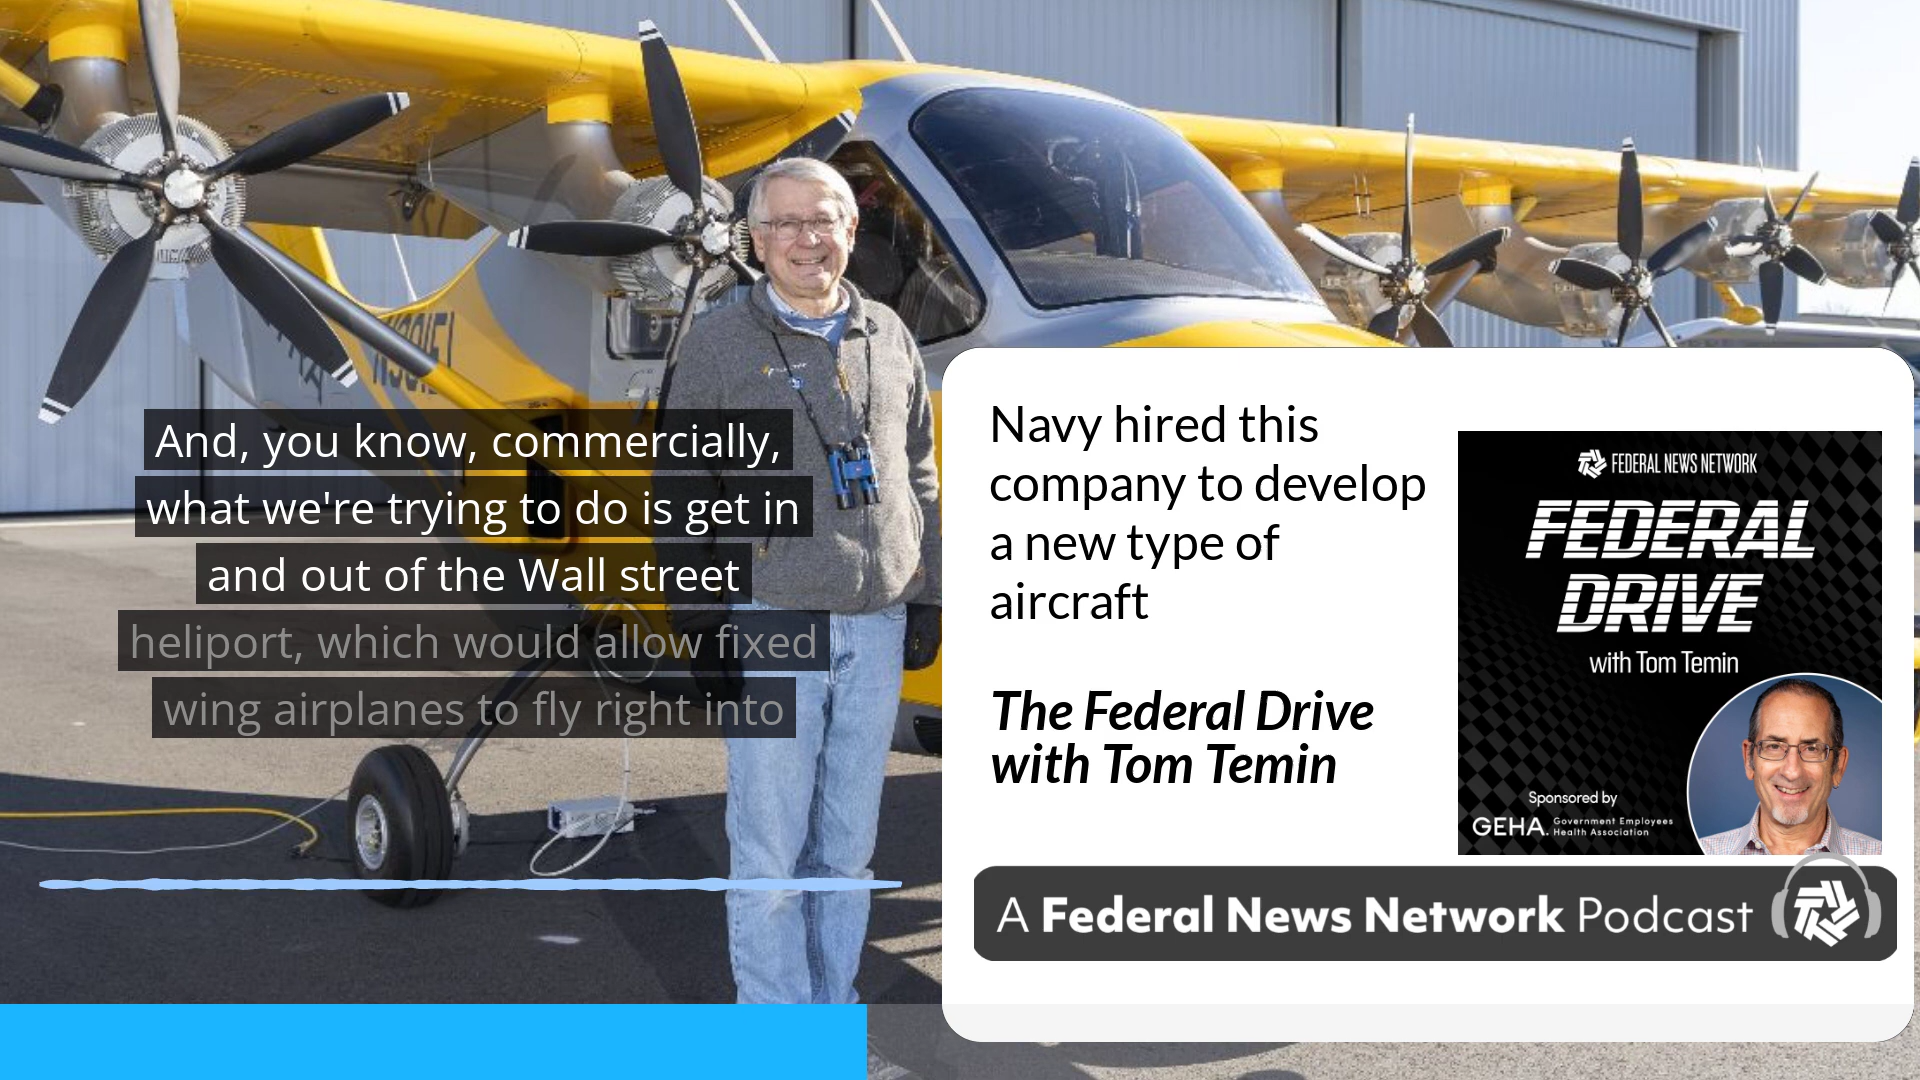 And, you know, commercially,
what we're trying to do is get in
and out of the Wall street
heliport, which would allow fixed
wing airplanes to fly right into
Navy hired this
company to develop
a new type of
aircraft
The Federal Drive
with Tom Temin
FEDERAL NEWS NETWORK
FEDERAL
DRIVE
with Tom Temin
Sponsored by
GEHA. Government Employees
Health Association
A Federal News Network Podcast